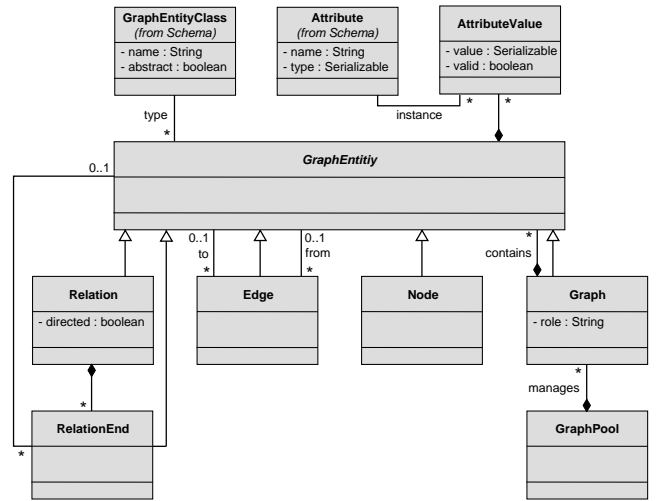 GraphEntityClass
(from Schema)
- name : String
- abstract : boolean
Attribute
(from Schema)
- name : String
- type : Serializable
AttributeValue
- value : Serializable
- valid : boolean
type
*
instance
*
*
GraphEntitiy
0..1
0..1
to
*
0..1
from
*
*
contains
Relation
- directed : boolean
Edge
Node
Graph
- role : String
*
manages
*
RelationEnd
*
GraphPool